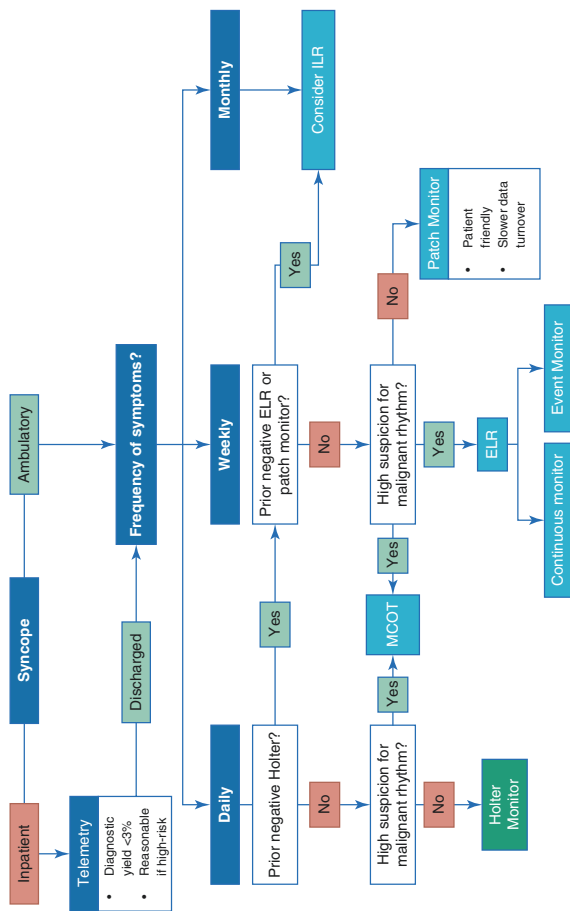 Syncope
Inpatient
Ambulatory
Telemetry
• Diagnostic
yield <3%
• Reasonable
if high-risk
Discharged
Frequency of symptoms?
Daily
Weekly
Monthly
Prior negative Holter?
Yes
Prior negative ELR or
patch monitor?
Yes
Consider ILR
No
No
High suspicion for
malignant rhythm?
Yes
MCOT
Yes
High suspicion for
malignant rhythm?
No
Patch Monitor
• Patient
friendly
• Slower data
turnover
No
Holter
Monitor
Yes
ELR
Continuous monitor
Event Monitor